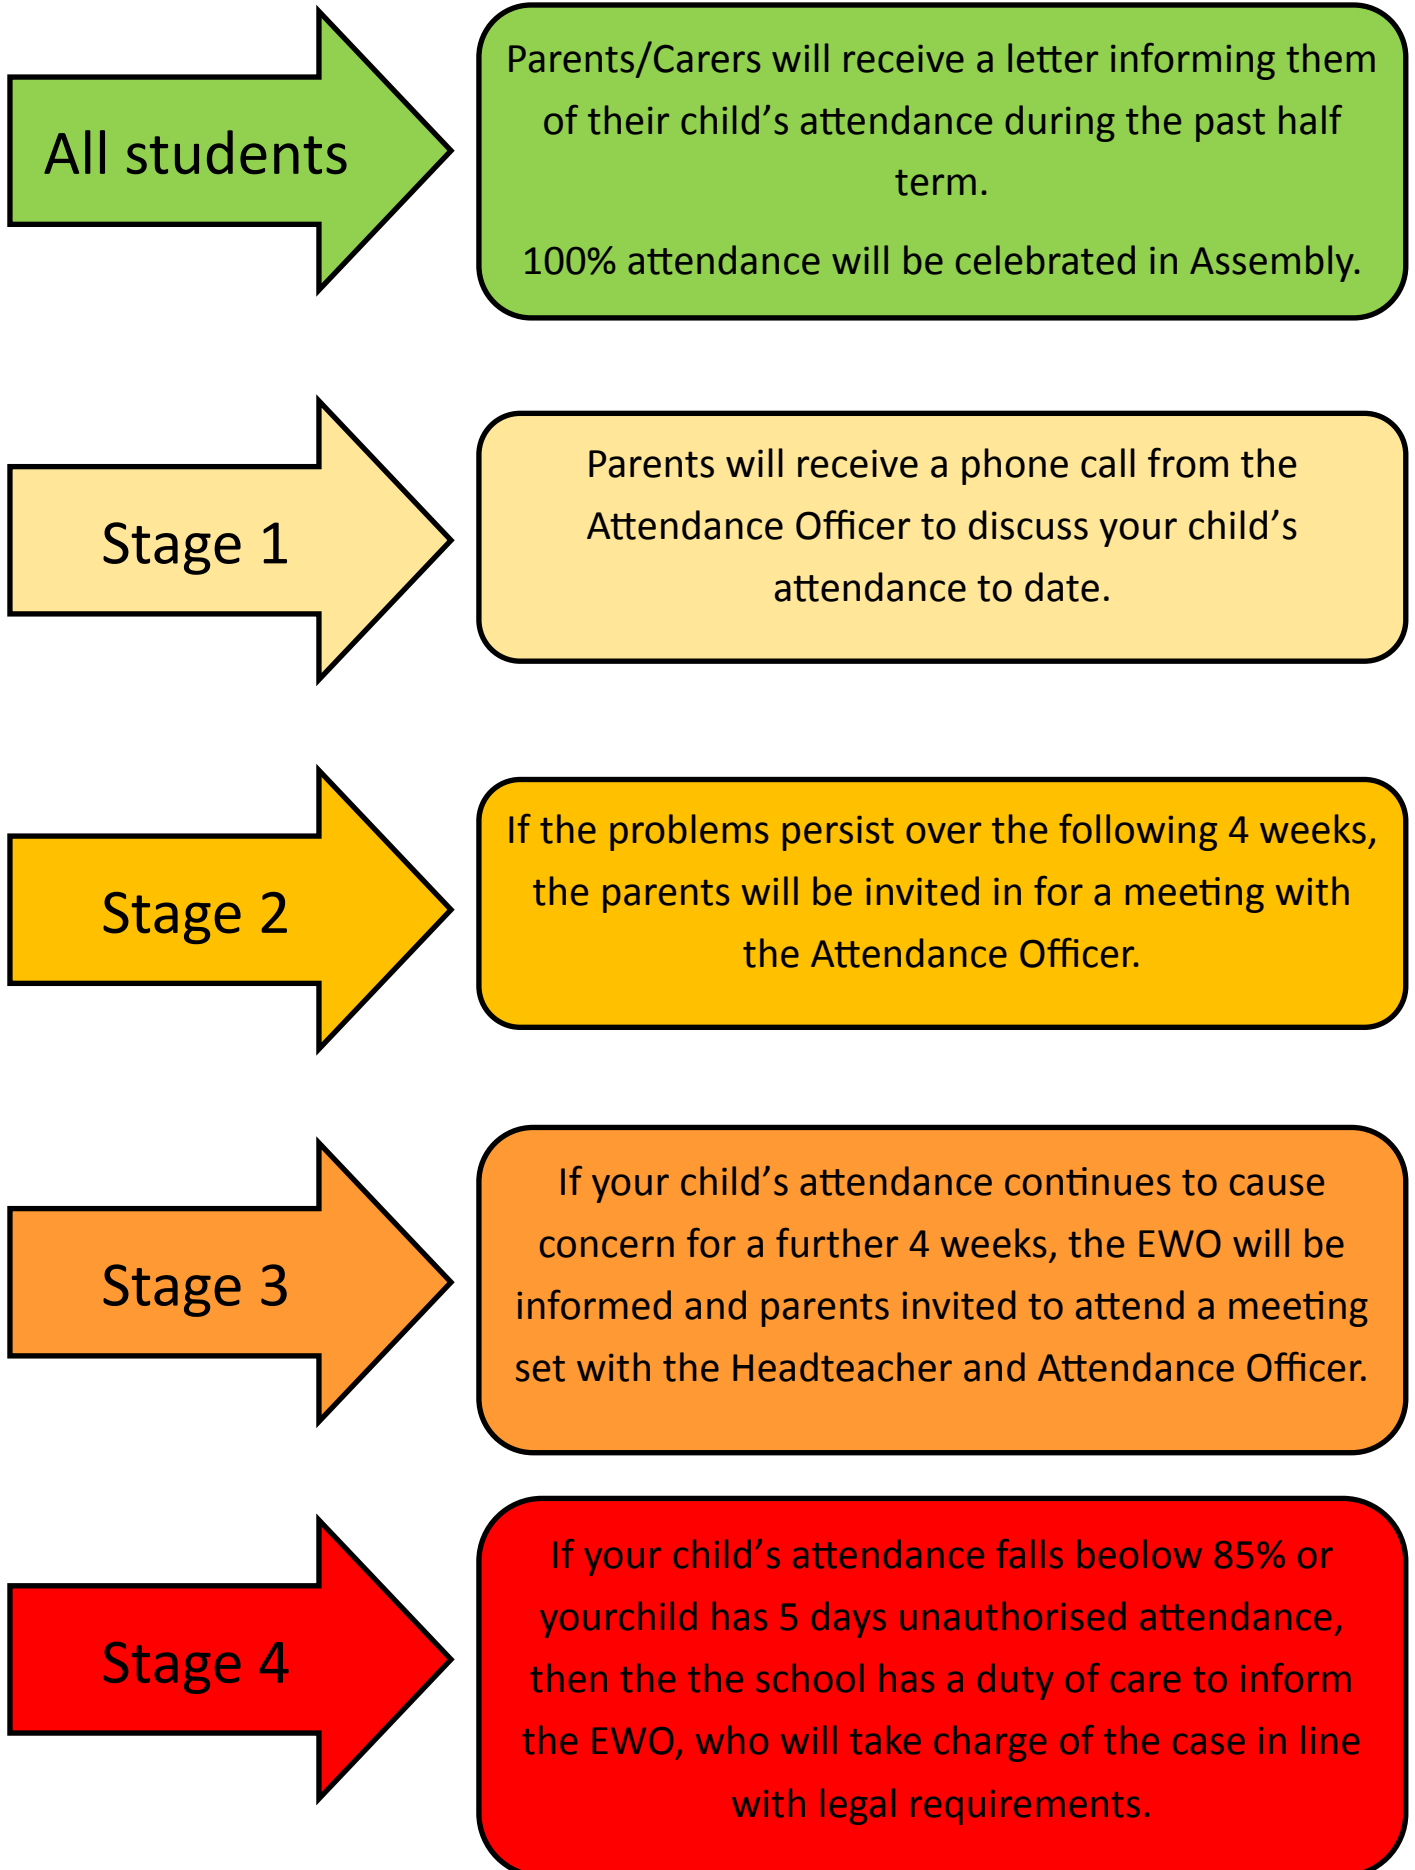 All students
Parents/Carers will receive a letter informing them
of their child’s attendance during the past half
term.
100% attendance will be celebrated in Assembly.
Stage 1
Parents will receive a phone call from the
Attendance Officer to discuss your child’s
attendance to date.
Stage 2
If the problems persist over the following 4 weeks,
the parents will be invited in for a meeting with
the Attendance Officer.
Stage 3
If your child’s attendance continues to cause
concern for a further 4 weeks, the EWO will be
informed and parents invited to attend a meeting
set with the Headteacher and Attendance Officer.
Stage 4
If your child’s attendance falls beolow 85% or
yourchild has 5 days unauthorised attendance,
then the the school has a duty of care to inform
the EWO, who will take charge of the case in line
with legal requirements.